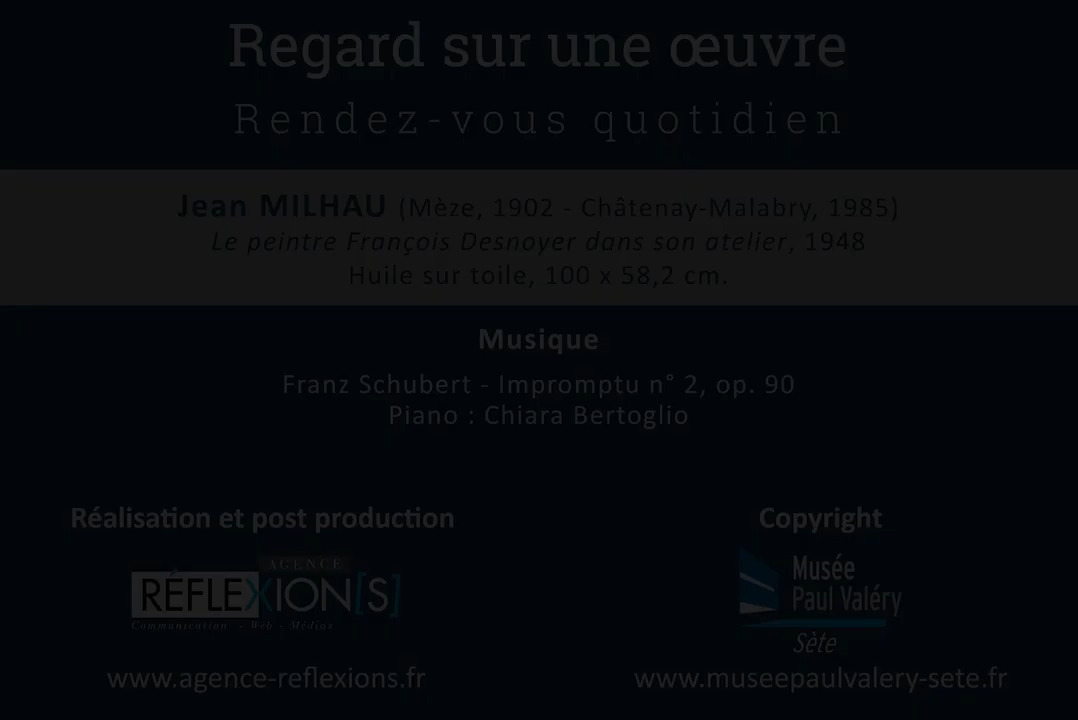 Regard sur une œuvre
Rendez-vous quotidien
Jean MILHAU (Mèze, 1902 - Châtenay-Malabry, 1985)
Le peintre François Desnoyer dans son atelier, 1948
Huile sur toile, 100 x 58,2 cm.
Musique
Franz Schubert - Impromptu n° 2, op. 90
Piano : Chiara Bertoglio
Réalisation et post production
AGENCE
RÉFLEXION[S]
Communication - Web - Médias
www.agence-reflexions.fr
Copyright
Musée
Paul Valéry
Sète
www.museepaulvalery-sete.fr